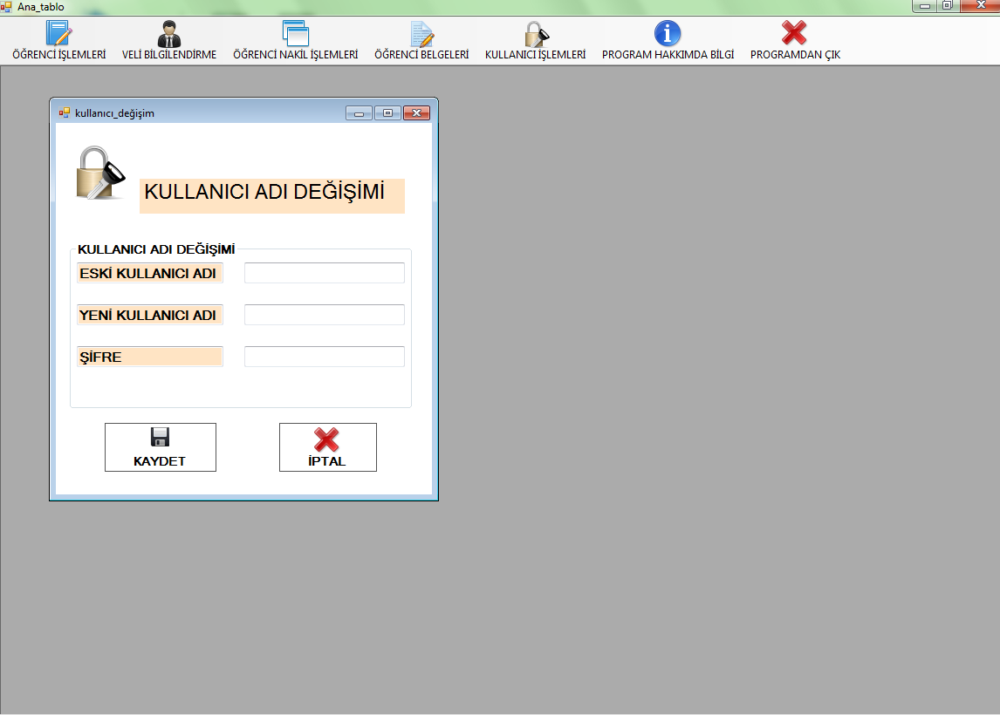 Ana_tablo
ÖĞRENCİ İŞLEMLERİ VELİ BİLGİLENDİRME ÖĞRENCİ NAKİL İŞLEMLERİ ÖĞRENCİ BELGELERİ KULLANICI İŞLEMLERİ PROGRAM HAKKIMDA BİLGİ PROGRAMDAN ÇIK
kullanıcı_değişim
KULLANICI ADI DEĞİŞİMİ
KULLANICI ADI DEĞİŞİMİ
ESKİ KULLANICI ADI
YENİ KULLANICI ADI
ŞİFRE
KAYDET İPTAL